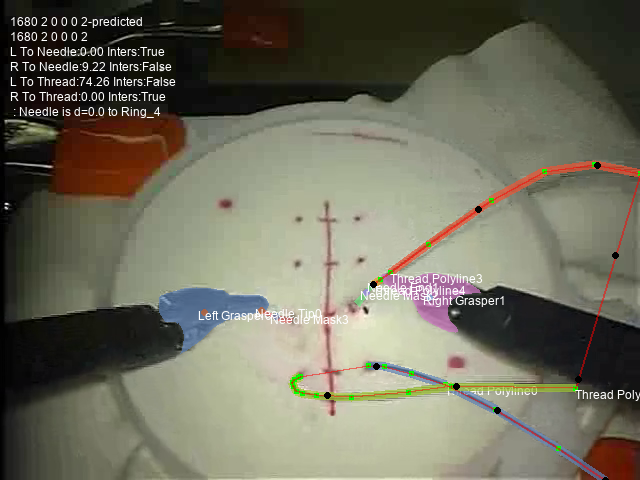 1680 2 0 0 0 2-predicted
1680 2 0 0 0 2
L To Needle:0.00 Inters:True
R To Needle:9.22 Inters:False
L To Thread:74.26 Inters:False
R To Thread:0.00 Inters:True
: Needle is d=0.0 to Ring_4
Thread Polyline3
Needle Mask
Right Grasper1
Left Grasper
Needle Tip0
Needle Mask3
Thread Polyline0
Thread Poly